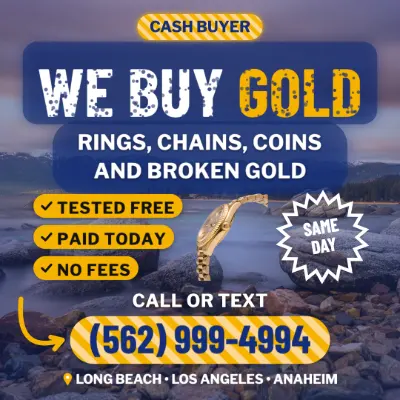 CASH BUYER
WE BUY GOLD
RINGS, CHAINS, COINS
AND BROKEN GOLD
TESTED FREE
PAID TODAY
NO FEES
SAME
DAY
CALL OR TEXT
(562) 999-4994
LONG BEACH • LOS ANGELES • ANAHEIM